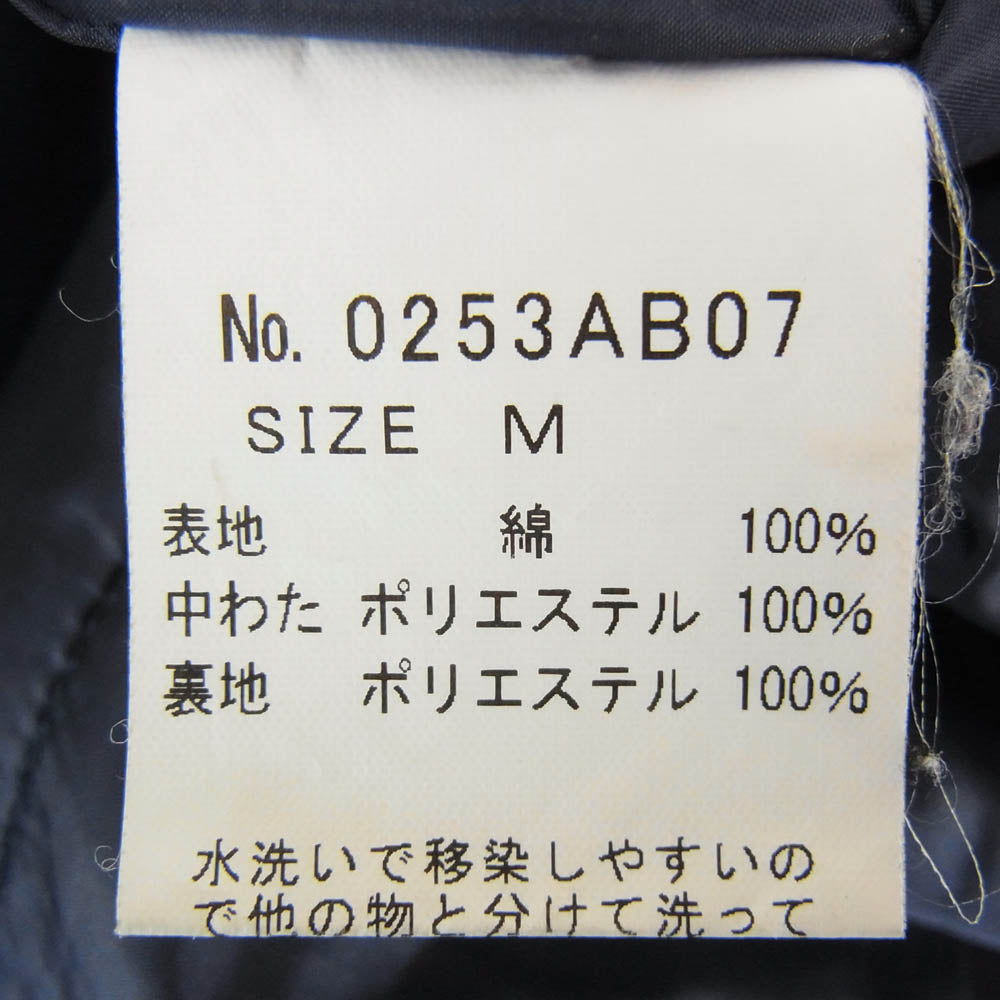 No. 0253AB07
SIZE M
表地 綿 100%
中わた ポリエステル 100%
裏地 ポリエステル 100%
水洗いで移染しやすいの
で他の物と分けて洗って